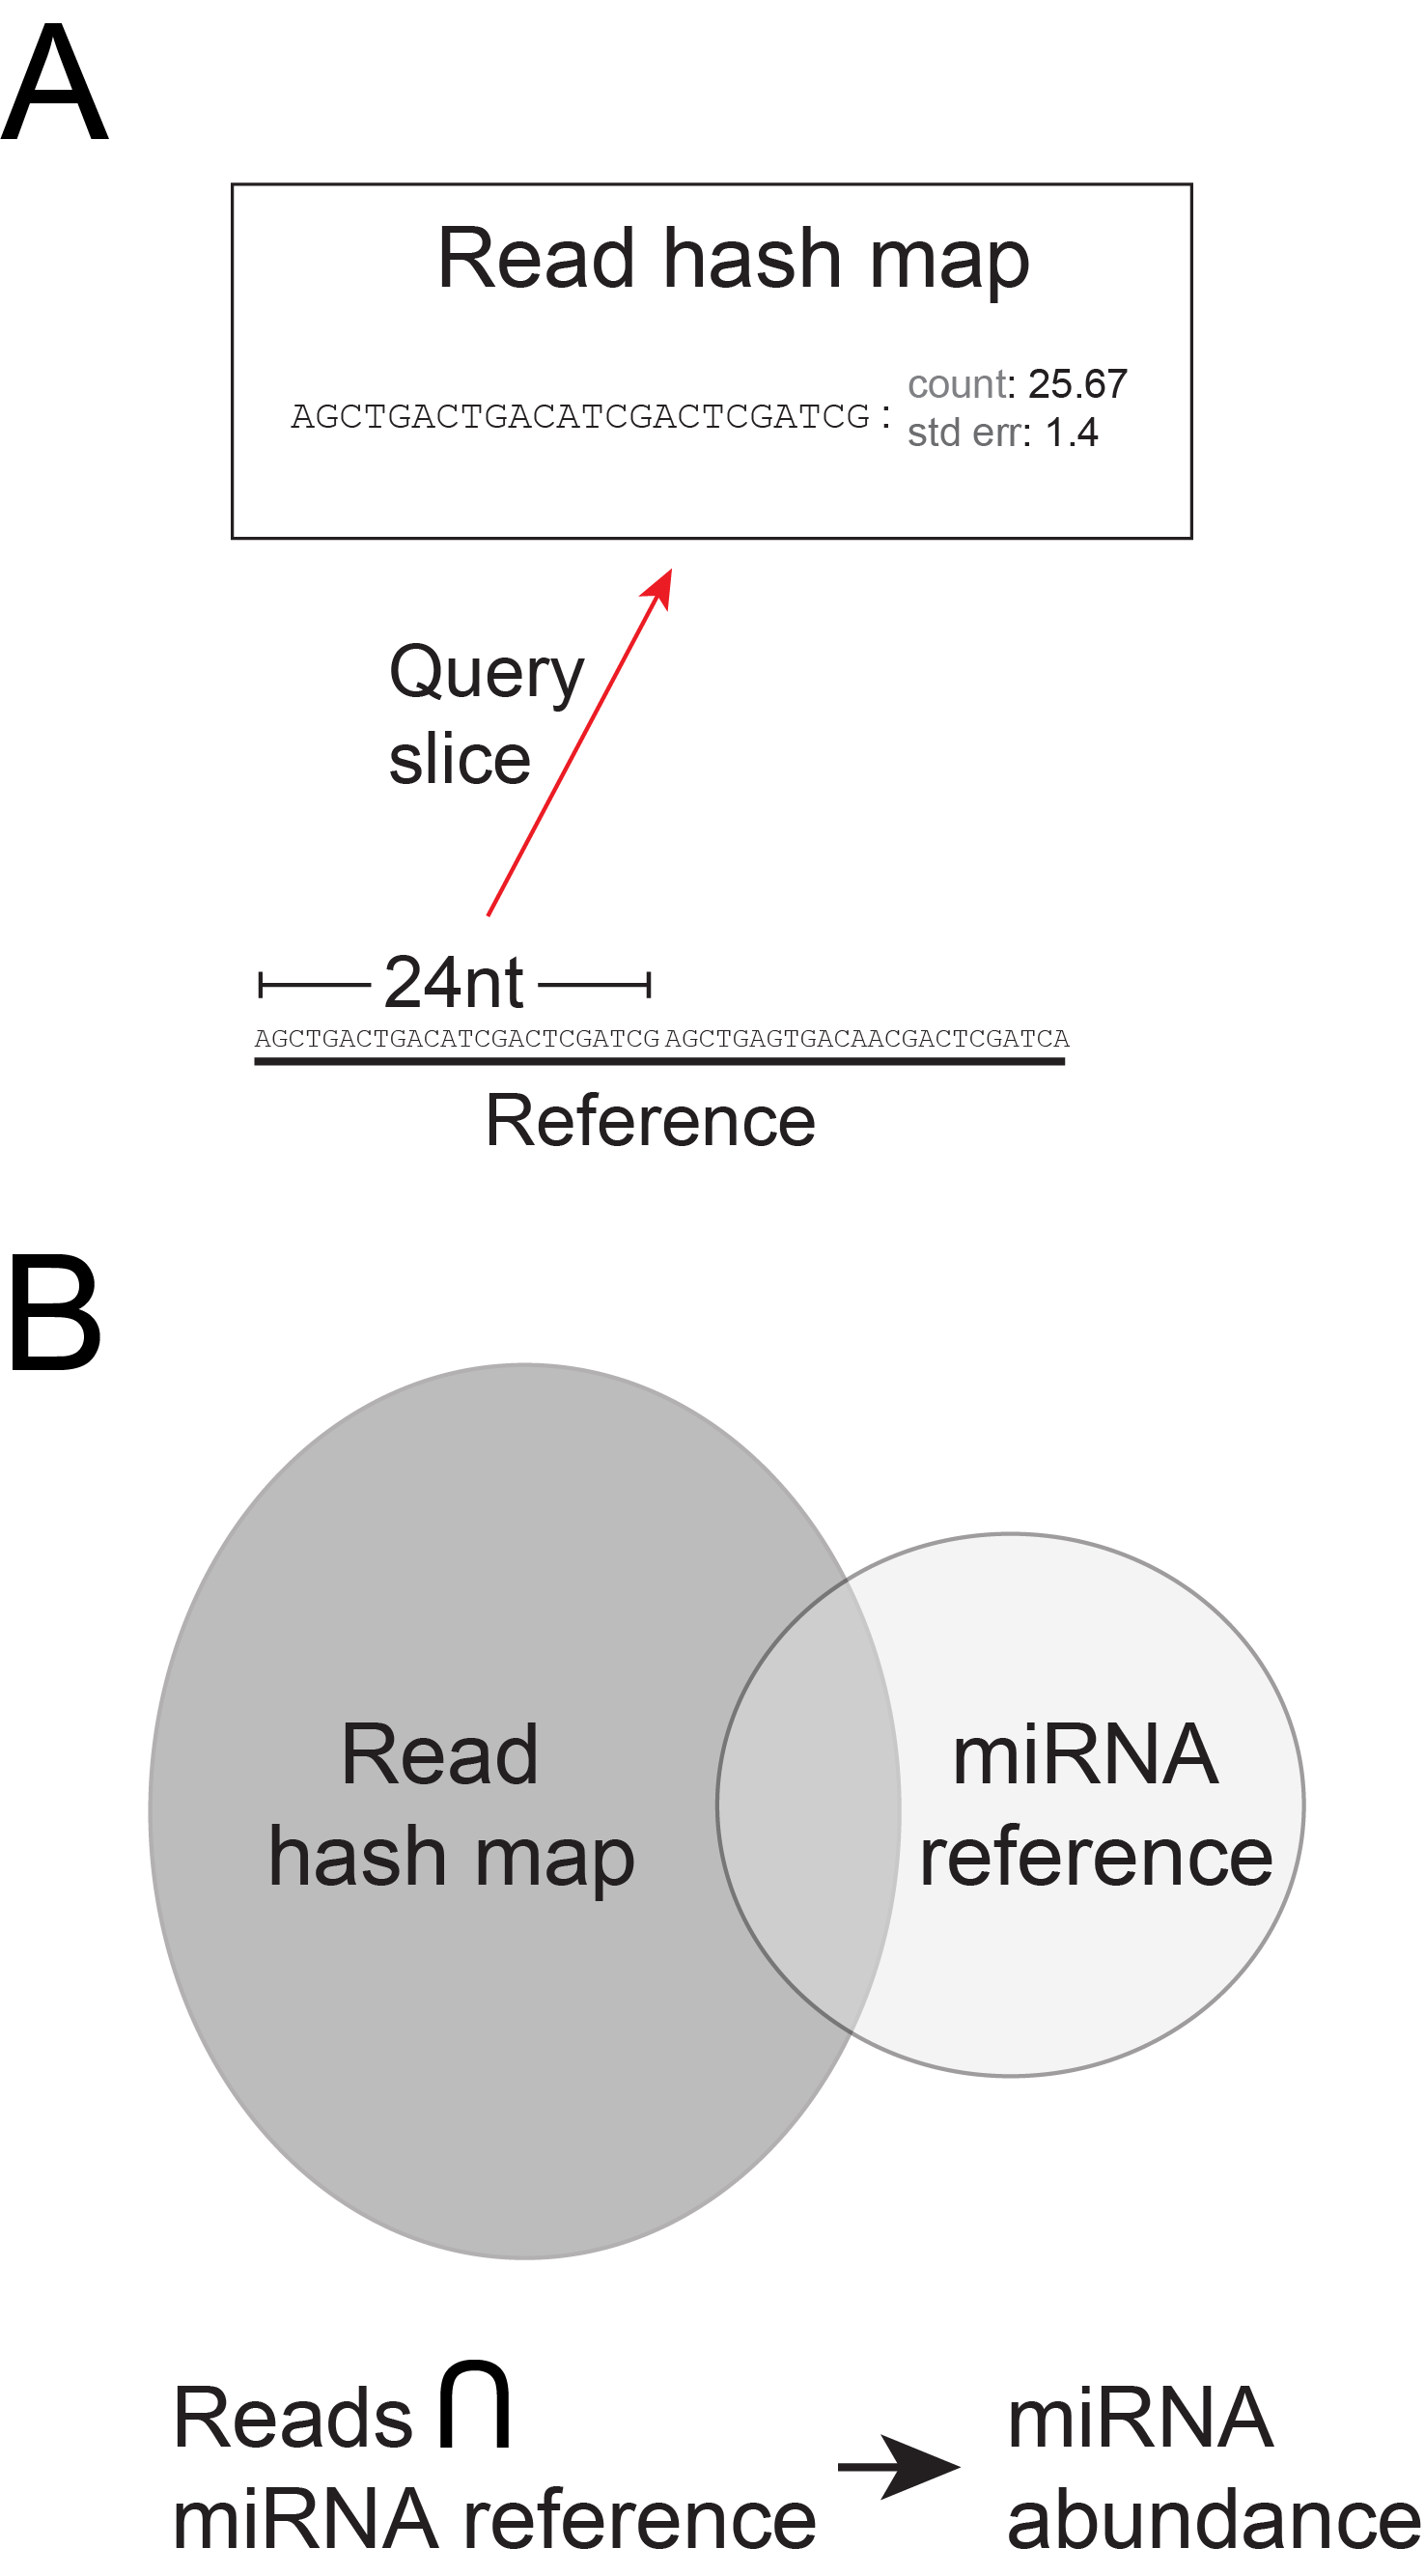 A
Read hash map
AGCTGACTGACATCGACTCGATCG :
count: 25.67
std err: 1.4
Query
slice
24nt
AGCTGACTGACATCGACTCGATCG AGCTGAGTGACAACGACTCGATCA
Reference
B
Read
hash map
miRNA
reference
Reads ∩
miRNA reference
miRNA
abundance